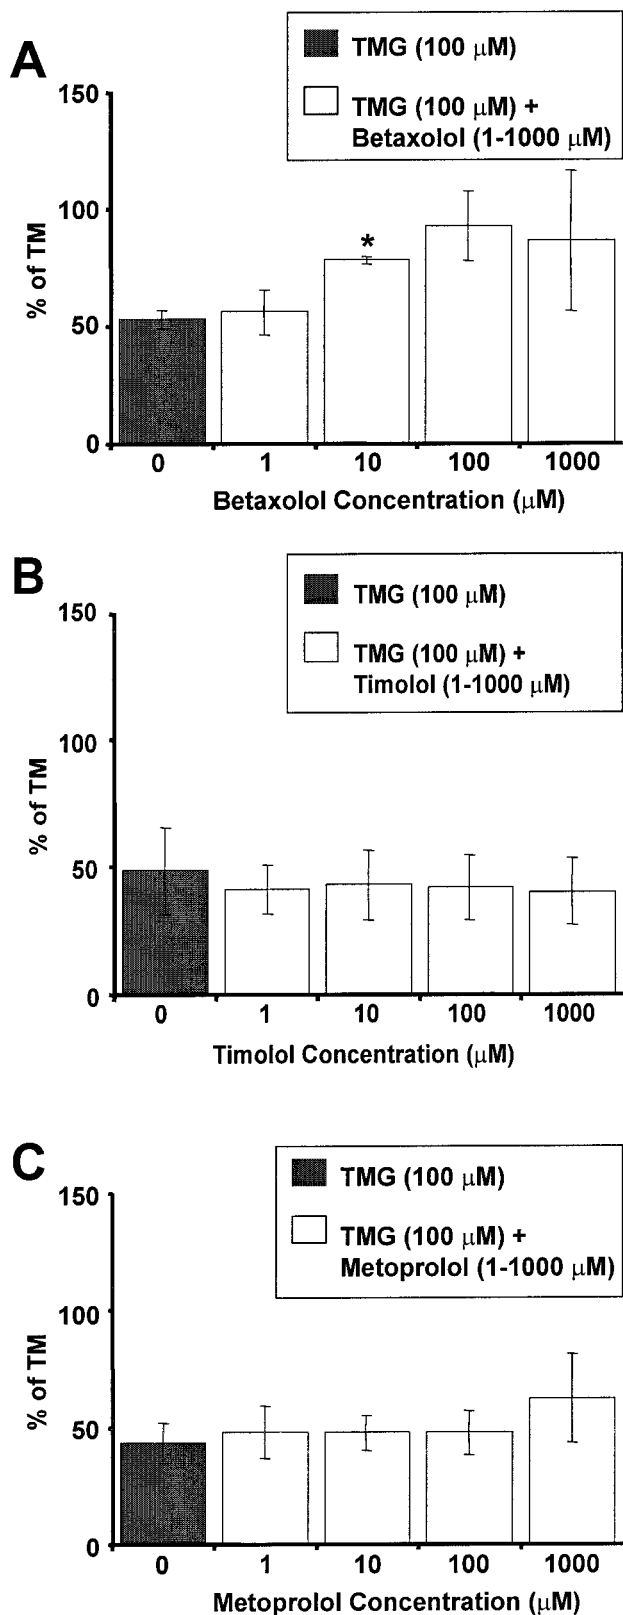 A
TMG (100 μM)
TMG (100 μM) +
Betaxolol (1-1000 μM)
150
100
50
0
% of TM
*
0 1 10 100 1000
Betaxolol Concentration (μM)
B
TMG (100 μM)
TMG (100 μM) +
Timolol (1-1000 μM)
150
100
50
0
% of TM
0 1 10 100 1000
Timolol Concentration (μM)
C
TMG (100 μM)
TMG (100 μM) +
Metoprolol (1-1000 μM)
150
100
50
0
% of TM
0 1 10 100 1000
Metoprolol Concentration (μM)